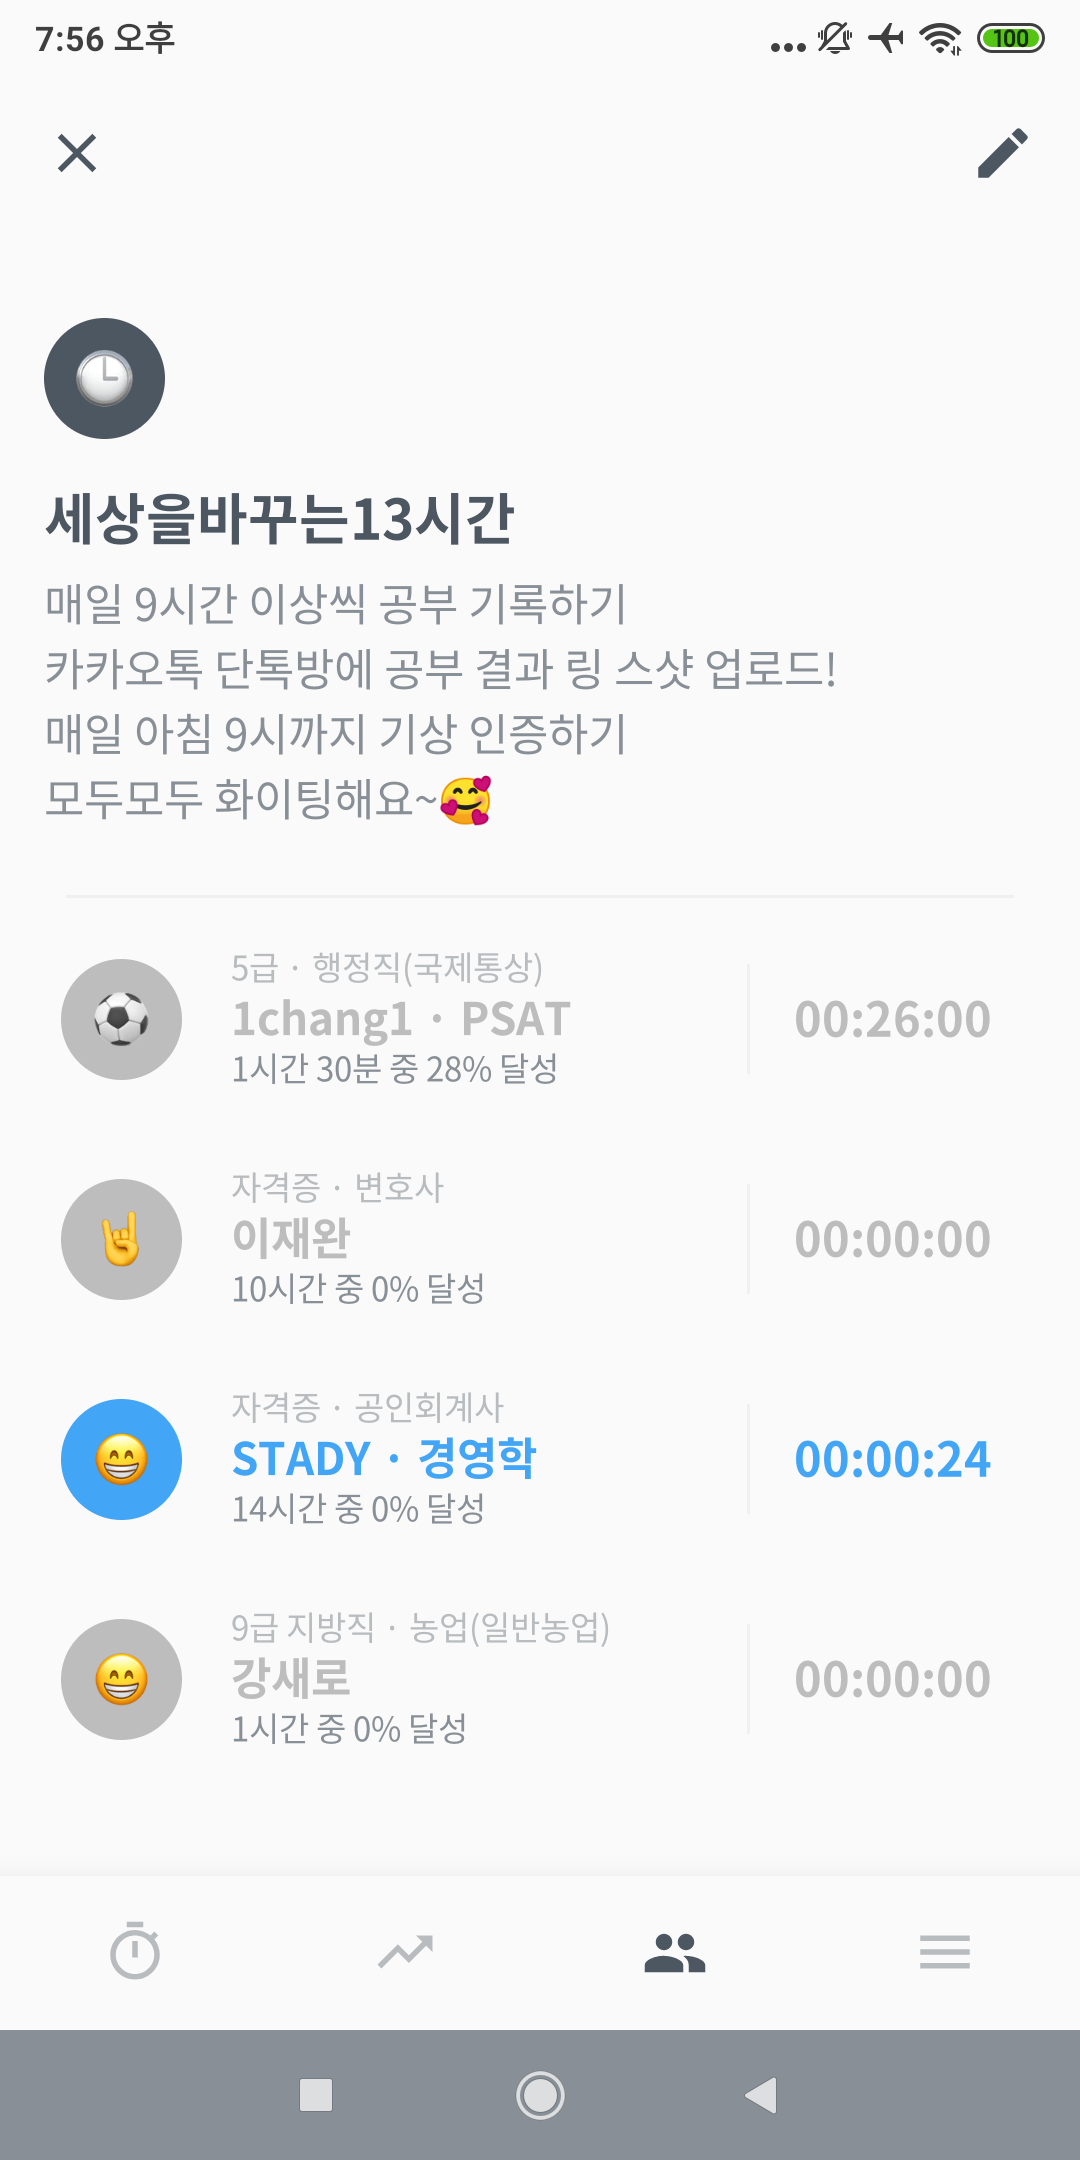 7:56 오후
100
세상을바꾸는13시간
매일 9시간 이상씩 공부 기록하기
카카오톡 단톡방에 공부 결과 링 스샷 업로드!
매일 아침 9시까지 기상 인증하기
모두모두 화이팅해요~🥰
5급 · 행정직(국제통상)
1chang1 · PSAT
1시간 30분 중 28% 달성
00:26:00
자격증 · 변호사
이재완
10시간 중 0% 달성
00:00:00
자격증 · 공인회계사
STADY · 경영학
14시간 중 0% 달성
00:00:24
9급 지방직 · 농업(일반농업)
강새로
1시간 중 0% 달성
00:00:00